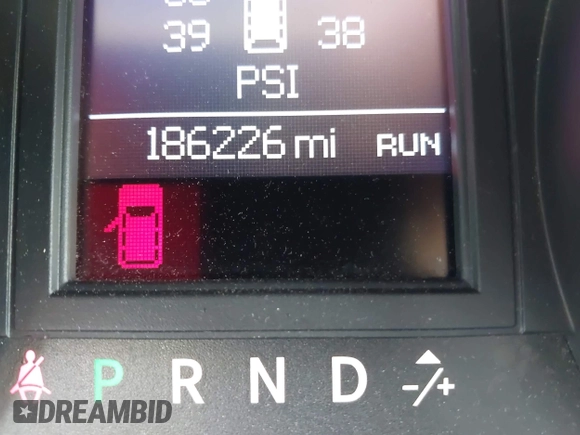 39 38
PSI
186226 mi RUN
P R N D -/+
DREAMBID